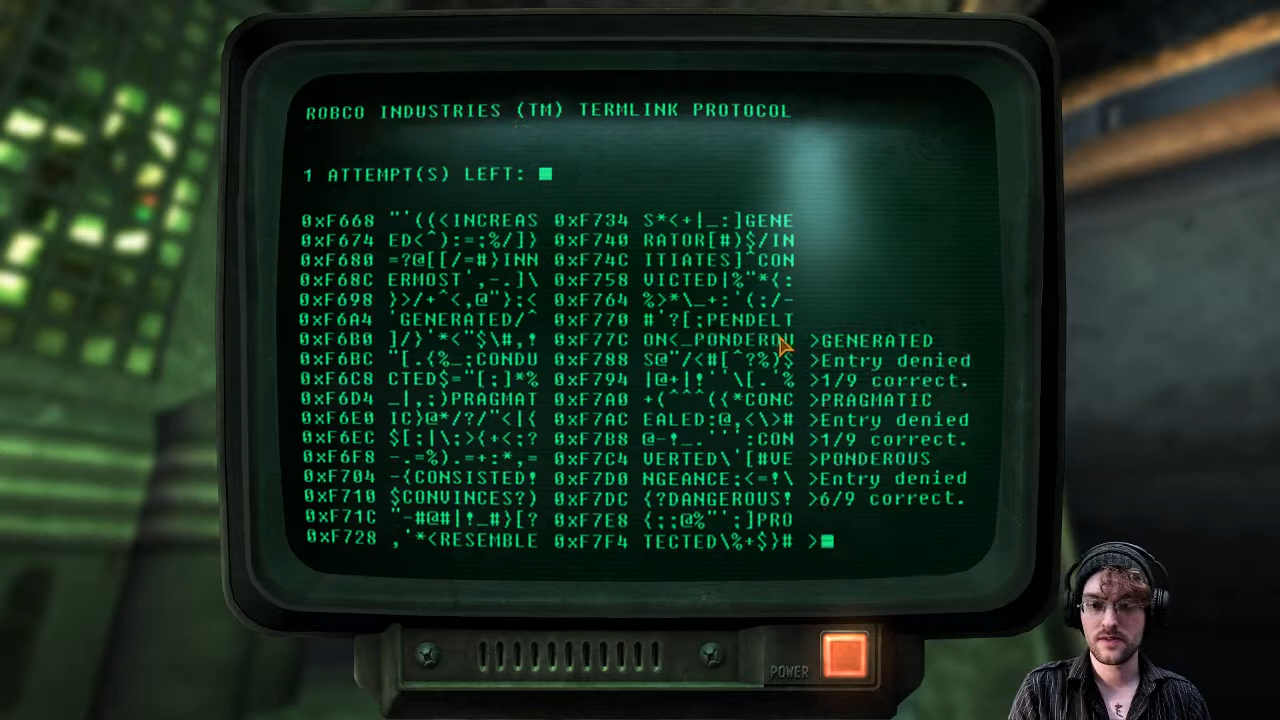 ROBCO INDUSTRIES (TM) TERMLINK PROTOCOL
1 ATTEMPT(S) LEFT: ■
0xF668 "'((<INCREAS 0xF734 S*<+|_:]GENE
0xF674 ED<^):=;%/]} 0xF740 RATOR[#)$/IN
0xF680 =?@[[/=#}INN 0xF74C ITIATES]^CON
0xF68C ERMOST',-.]\ 0xF758 VICTED|%"*{:
0xF698 }>/+^<,@"};< 0xF764 %>*\_+:'(;/-
0xF6A4 'GENERATED/^ 0xF770 #'?[;PENDELT
0xF6B0 ]/}'*<"$\#,! 0xF77C ON<_PONDEROU >GENERATED
0xF6BC "[.{%_;CONDU 0xF788 S@"/<#[^?%)$ >Entry denied
0xF6C8 CTED$="[;]*% 0xF794 |@+|!'`\[.`% >1/9 correct.
0xF6D4 _|,;)PRAGMAT 0xF7A0 +(^^^({*CONC >PRAGMATIC
0xF6E0 IC}@*/?/"<|{ 0xF7AC EALED:@,<\># >Entry denied
0xF6EC $[:|\;>{+<;? 0xF7B8 @-!_.```:CON >1/9 correct.
0xF6F8 -.=%).=+:*,= 0xF7C4 VERTED\'[#VE >PONDEROUS
0xF704 -{CONSISTED! 0xF7D0 NGEANCE;<=!\ >Entry denied
0xF710 $CONVINCES?) 0xF7DC {?DANGEROUS! >6/9 correct.
0xF71C "-#@#|!_#}[? 0xF7E8 {;;@%"';]PRO
0xF728 ,'*<RESEMBLE 0xF7F4 TECTED\%+$}# >■
POWER